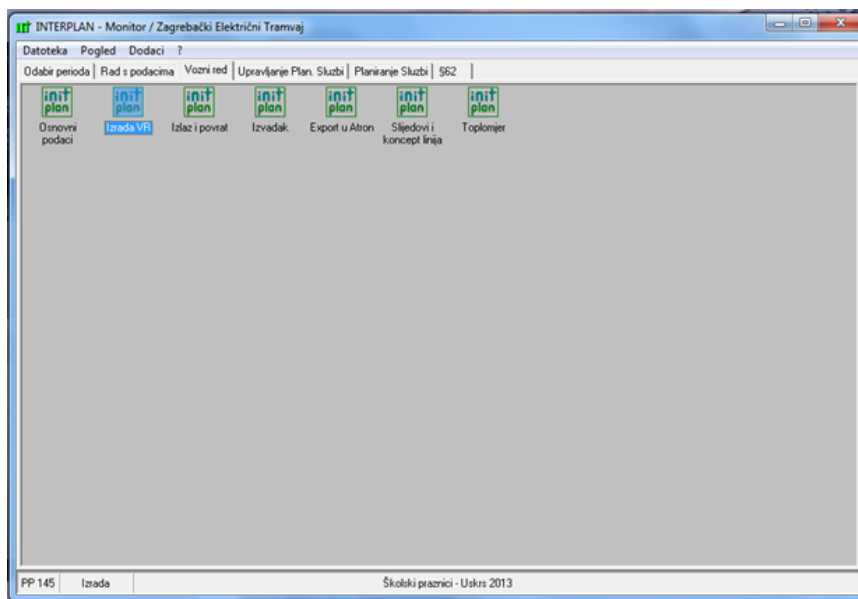 INTERPLAN - Monitor / Zagrebački Električni Tramvaj
Datoteka Pogled Dodaci ?
Odabir perioda Rad s podacima Vozni red Upravljanje Plan. Sluzbi Planiranje Sluzbi §62
init plan init plan init plan init plan init plan init plan init plan
Osnovni podaci Izrada VR Izlaz i povrat Izvadak Export u Atron Slijedovi i koncept linija Toplomjer
PP 145 Izrada Školski praznici - Uskrs 2013